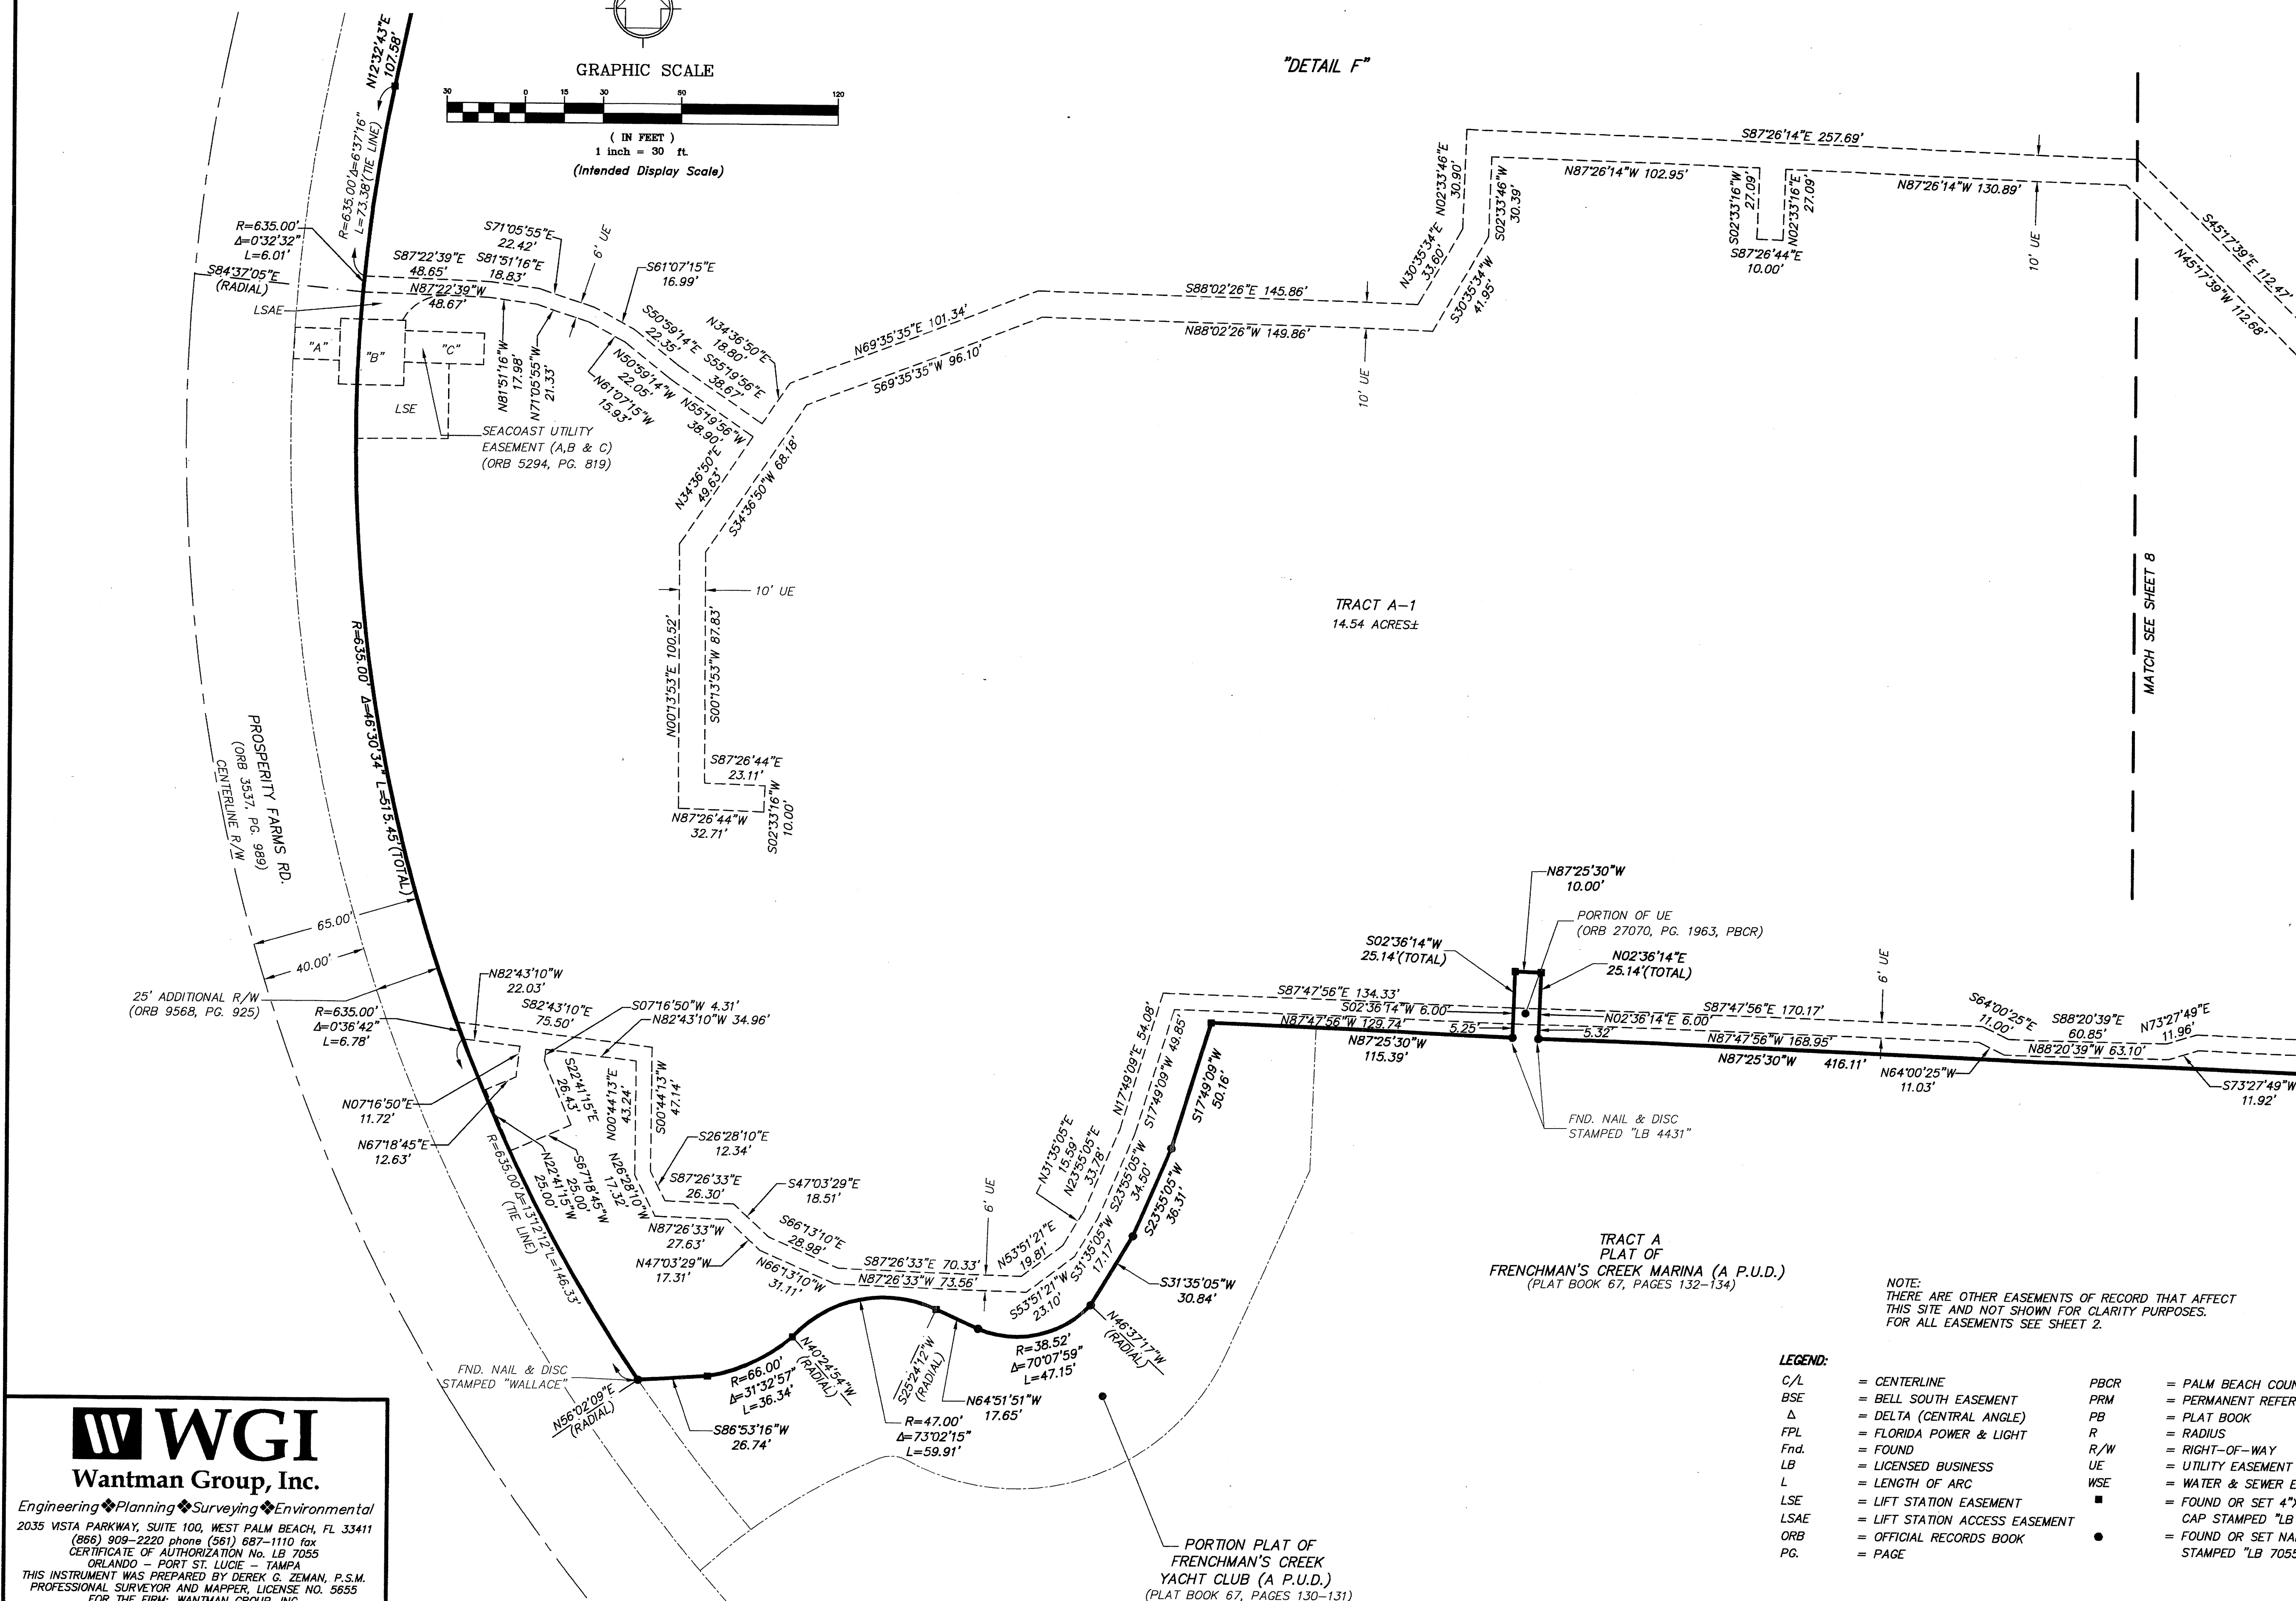 GRAPHIC SCALE
30 0 15 30 60 120
( IN FEET )
1 inch = 30 ft.
(Intended Display Scale)
"DETAIL F"
N12°32'43"E
107.58'
R=635.00' Δ=6°37'16"
L=73.38'(TIE LINE)
R=635.00'
Δ=0°32'32"
L=6.01'
S84°37'05"E
(RADIAL)
LSAE
"A"
"B"
"C"
LSE
SEACOAST UTILITY
EASEMENT (A,B & C)
(ORB 5294, PG. 819)
S87°22'39"E
48.65'
N87°22'39"W
48.67'
S81°51'16"E
18.83'
S71°05'55"E
22.42'
6' UE
S61°07'15"E
16.99'
S50°59'14"E
22.35'
S55°19'56"E
38.67'
N34°36'50"E
18.80'
N81°51'16"W
17.98'
N71°05'55"W
21.33'
N61°07'15"W
15.93'
N50°59'14"W
22.05'
N55°19'56"W
38.90'
N34°36'50"E
49.63'
S34°36'50"W 68.18'
N69°35'35"E 101.34'
S69°35'35"W 96.10'
S88°02'26"E 145.86'
N88°02'26"W 149.86'
10' UE
N30°35'34"E
33.60'
S30°35'34"W
41.95'
N02°33'46"E
30.90'
S02°33'46"W
30.39'
S87°26'14"E 257.69'
N87°26'14"W 102.95'
S02°33'16"W
27.09'
S87°26'44"E
10.00'
N02°33'16"E
27.09'
N87°26'14"W 130.89'
10' UE
S45°17'39"E 112.47'
N45°17'39"W 112.68'
MATCH SEE SHEET 8
10' UE
N00°13'53"E 100.52'
S00°13'53"W 87.83'
S87°26'44"E
23.11'
S02°33'16"W
10.00'
N87°26'44"W
32.71'
TRACT A-1
14.54 ACRES±
R=635.00' Δ=46°30'34" L=515.45'(TOTAL)
PROSPERITY FARMS RD.
(ORB 3537, PG. 989)
CENTERLINE R/W
65.00'
40.00'
25' ADDITIONAL R/W
(ORB 9568, PG. 925)
R=635.00'
Δ=0°36'42"
L=6.78'
N82°43'10"W
22.03'
S82°43'10"E
75.50'
S07°16'50"W 4.31'
N82°43'10"W 34.96'
N07°16'50"E
11.72'
N67°18'45"E
12.63'
S22°41'15"E
26.43'
N00°44'13"E
43.24'
S00°44'13"W
47.14'
S67°18'45"W
25.00'
N22°41'15"W
25.00'
R=635.00' Δ=13°12'12" L=146.33'
(TIE LINE)
N26°28'10"W
17.32'
S26°28'10"E
12.34'
S87°26'33"E
26.30'
N87°26'33"W
27.63'
S47°03'29"E
18.51'
N47°03'29"W
17.31'
S66°13'10"E
28.98'
N66°13'10"W
31.11'
S87°26'33"E 70.33'
N87°26'33"W 73.56'
6' UE
N53°51'21"E
19.81'
S53°51'21"W
23.10'
N31°35'05"E
15.59'
S31°35'05"W
17.17'
N23°55'05"E
33.78'
S23°55'05"W
34.50'
N17°49'09"E 54.08'
S17°49'09"W 49.85'
S17°49'09"W
50.16'
S23°55'05"W
36.31'
S31°35'05"W
30.84'
N46°37'17"W
(RADIAL)
R=38.52'
Δ=70°07'59"
L=47.15'
N64°51'51"W
17.65'
S25°24'12"W
(RADIAL)
R=47.00'
Δ=73°02'15"
L=59.91'
N40°24'54"W
(RADIAL)
R=66.00'
Δ=31°32'57"
L=36.34'
S86°53'16"W
26.74'
N56°02'09"E
(RADIAL)
FND. NAIL & DISC
STAMPED "WALLACE"
N87°25'30"W
10.00'
PORTION OF UE
(ORB 27070, PG. 1963, PBCR)
S02°36'14"W
25.14'(TOTAL)
N02°36'14"E
25.14'(TOTAL)
S87°47'56"E 134.33'
S02°36'14"W 6.00'
N87°47'56"W 129.74'
5.25'
N87°25'30"W
115.39'
S87°47'56"E 170.17'
N02°36'14"E 6.00'
5.32'
N87°47'56"W 168.95'
N87°25'30"W 416.11'
6' UE
S64°00'25"E
11.00'
N64°00'25"W
11.03'
S88°20'39"E
60.85'
N88°20'39"W 63.10'
N73°27'49"E
11.96'
S73°27'49"W
11.92'
FND. NAIL & DISC
STAMPED "LB 4431"
TRACT A
PLAT OF
FRENCHMAN'S CREEK MARINA (A P.U.D.)
(PLAT BOOK 67, PAGES 132-134)
NOTE:
THERE ARE OTHER EASEMENTS OF RECORD THAT AFFECT
THIS SITE AND NOT SHOWN FOR CLARITY PURPOSES.
FOR ALL EASEMENTS SEE SHEET 2.
PORTION PLAT OF
FRENCHMAN'S CREEK
YACHT CLUB (A P.U.D.)
(PLAT BOOK 67, PAGES 130-131)
LEGEND:
C/L = CENTERLINE
BSE = BELL SOUTH EASEMENT
Δ = DELTA (CENTRAL ANGLE)
FPL = FLORIDA POWER & LIGHT
Fnd. = FOUND
LB = LICENSED BUSINESS
L = LENGTH OF ARC
LSE = LIFT STATION EASEMENT
LSAE = LIFT STATION ACCESS EASEMENT
ORB = OFFICIAL RECORDS BOOK
PG. = PAGE
PBCR = PALM BEACH COUN
PRM = PERMANENT REFER
PB = PLAT BOOK
R = RADIUS
R/W = RIGHT-OF-WAY
UE = UTILITY EASEMENT
WSE = WATER & SEWER E
■ = FOUND OR SET 4"X
CAP STAMPED "LB
● = FOUND OR SET NA
STAMPED "LB 7055
WGI
Wantman Group, Inc.
Engineering❖Planning❖Surveying❖Environmental
2035 VISTA PARKWAY, SUITE 100, WEST PALM BEACH, FL 33411
(866) 909-2220 phone (561) 687-1110 fax
CERTIFICATE OF AUTHORIZATION No. LB 7055
ORLANDO - PORT ST. LUCIE - TAMPA
THIS INSTRUMENT WAS PREPARED BY DEREK G. ZEMAN, P.S.M.
PROFESSIONAL SURVEYOR AND MAPPER, LICENSE NO. 5655
FOR THE FIRM: WANTMAN GROUP, INC.